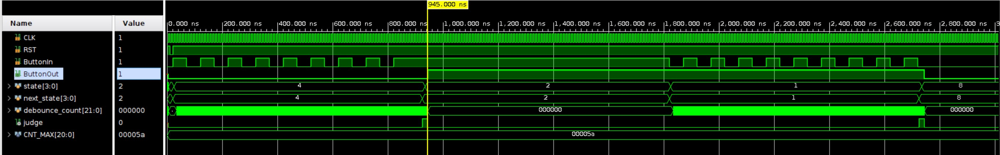 945.000 ns
Name Value 0.000 ns 200.000 ns 400.000 ns 600.000 ns 800.000 ns 1,000.000 ns 1,200.000 ns 1,400.000 ns 1,600.000 ns 1,800.000 ns 2,000.000 ns 2,200.000 ns 2,400.000 ns 2,600.000 ns 2,800.000 ns 3
CLK 1
RST 1
ButtonIn 1
ButtonOut 1
state[3:0] 2 4 2 1 8
next_state[3:0] 2 4 2 1 8
debounce_count[21:0] 000000 000000 000000
judge 0
CNT_MAX[20:0] 00005a 00005a